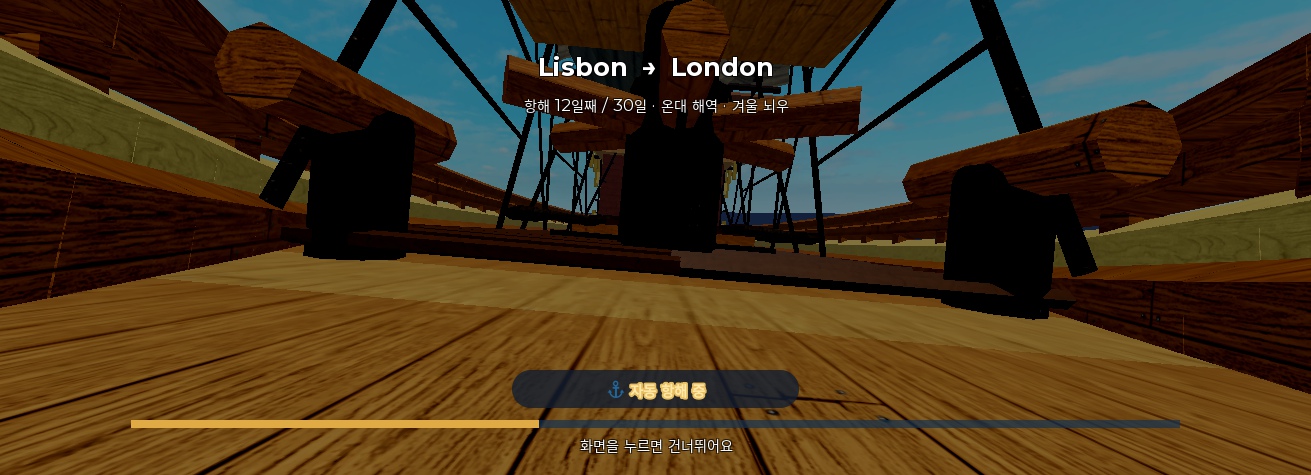 Lisbon → London
항해 12일째 / 30일 · 온대 해역 · 겨울 뇌우
⚓ 자동 항해 중
화면을 누르면 건너뛰어요